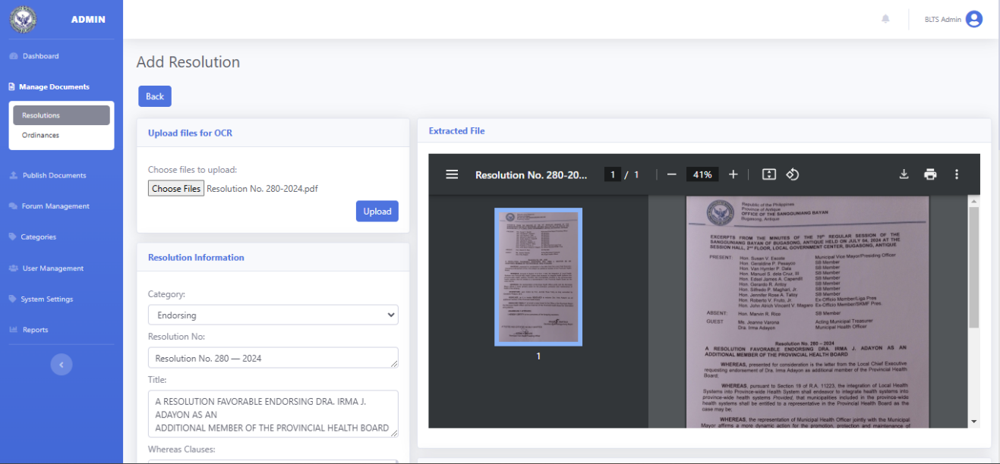 ADMIN
BLTS Admin
Dashboard
Manage Documents
Resolutions
Ordinances
Publish Documents
Forum Management
Categories
User Management
System Settings
Reports
Add Resolution
Back
Upload files for OCR
Choose files to upload:
Choose Files Resolution No. 280-2024.pdf
Upload
Resolution Information
Category:
Endorsing
Resolution No:
Resolution No. 280 — 2024
Title:
A RESOLUTION FAVORABLE ENDORSING DRA. IRMA J.
ADAYON AS AN
ADDITIONAL MEMBER OF THE PROVINCIAL HEALTH BOARD
Whereas Clauses:
Extracted File
Resolution No. 280-20... 1 / 1 41%
1
Republic of the Philippines
Province of Antique
OFFICE OF THE SANGGUNIANG BAYAN
Bugasong, Antique
EXCERPTS FROM THE MINUTES OF THE 70th REGULAR SESSION OF THE
SANGGUNIANG BAYAN OF BUGASONG, ANTIQUE HELD ON JULY 04, 2024 AT THE
SESSION HALL, 2ND FLOOR, LOCAL GOVERNMENT CENTER, BUGASONG, ANTIQUE
PRESENT: Hon. Susan V. Escote Municipal Vice Mayor/Presiding Officer
Hon. Geraldine P. Pesayco SB Member
Hon. Van Hymler P. Dala SB Member
Hon. Manuel S. dela Cruz, III SB Member
Hon. Edsel James A. SB Member
Hon. Gerardo R. Antoy SB Member
Hon. Silfredo P. Maghari, Jr. SB Member
Hon. Jennifer Rose A. Taloy SB Member
Hon. Roberto V. Fruto, Jr. Ex-Officio Member/Liga Pres
Hon. John Vincent V. Ex-Officio Member/SKMF Pres.
ABSENT: Hon. Marvin R. Rico SB Member
GUEST Ms. Jeanne Varona Acting Municipal Treasurer
Dra. Irma Adayon Municipal Health Officer
Resolution No. 280 – 2024
A RESOLUTION FAVORABLE ENDORSING DRA. IRMA J. ADAYON AS AN
ADDITIONAL MEMBER OF THE PROVINCIAL HEALTH BOARD
WHEREAS, presented for consideration is the letter from the Local Chief Executive
requesting endorsement of Dra. Irma Adayon as additional member of the Provincial Health
Board;
WHEREAS, pursuant to Section 19 of R.A. 11223, the integration of Local Health
Systems into Province-wide Health System shall endeavor to integrate health systems into
province-wide health systems Provided, that municipalities included in the province-wide
health systems shall be entitled to a representative in the Provincial Health Board as the
case may be;
WHEREAS, the representation of Municipal Health Officer jointly with the Municipal
Mayor affirms a more dynamic action for the promotion, protection and maintenance of